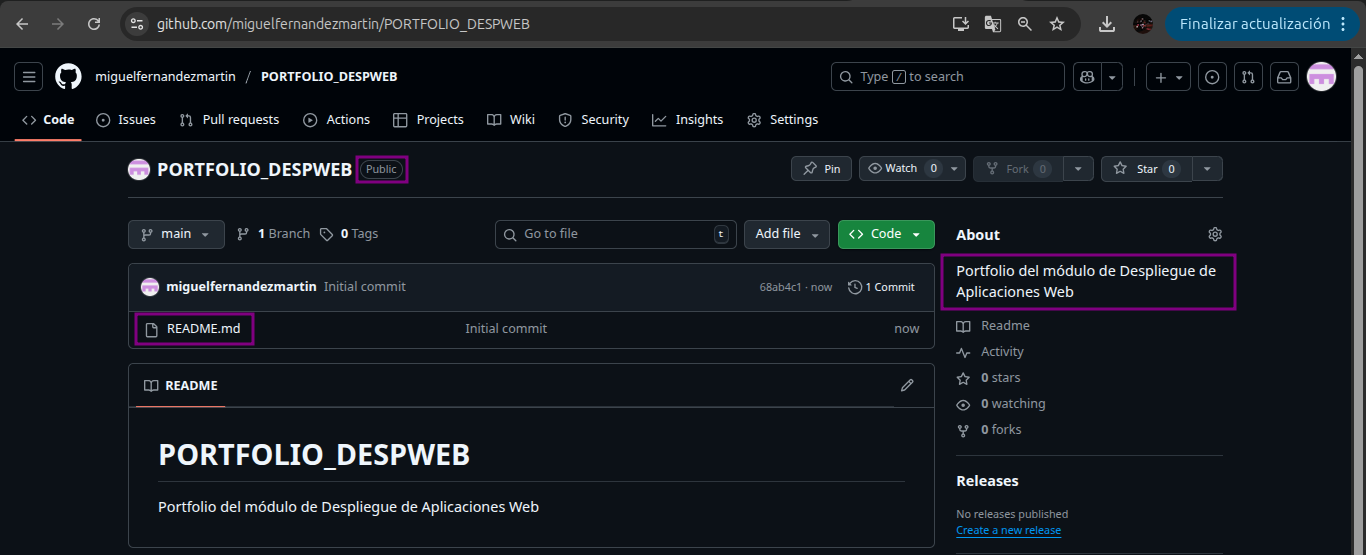 github.com/miguelfernandezmartin/PORTFOLIO_DESPWEB
Finalizar actualización
miguelfernandezmartin / PORTFOLIO_DESPWEB
Type / to search
Code Issues Pull requests Actions Projects Wiki Security Insights Settings
PORTFOLIO_DESPWEB Public
Pin Watch 0 Fork 0 Star 0
main 1 Branch 0 Tags Go to file t Add file Code
miguelfernandezmartin Initial commit 68ab4c1 · now 1 Commit
README.md Initial commit now
README
PORTFOLIO_DESPWEB
Portfolio del módulo de Despliegue de Aplicaciones Web
About
Portfolio del módulo de Despliegue de
Aplicaciones Web
Readme
Activity
0 stars
0 watching
0 forks
Releases
No releases published
Create a new release